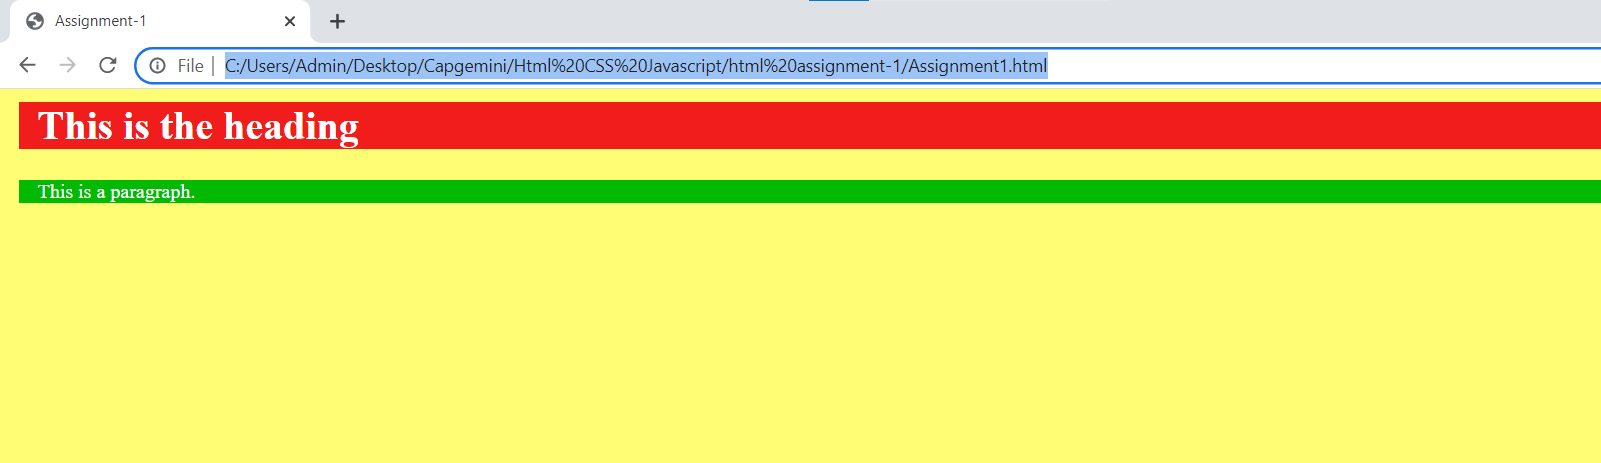 Assignment-1
File C:/Users/Admin/Desktop/Capgemini/Html%20CSS%20Javascript/html%20assignment-1/Assignment1.html
This is the heading
This is a paragraph.